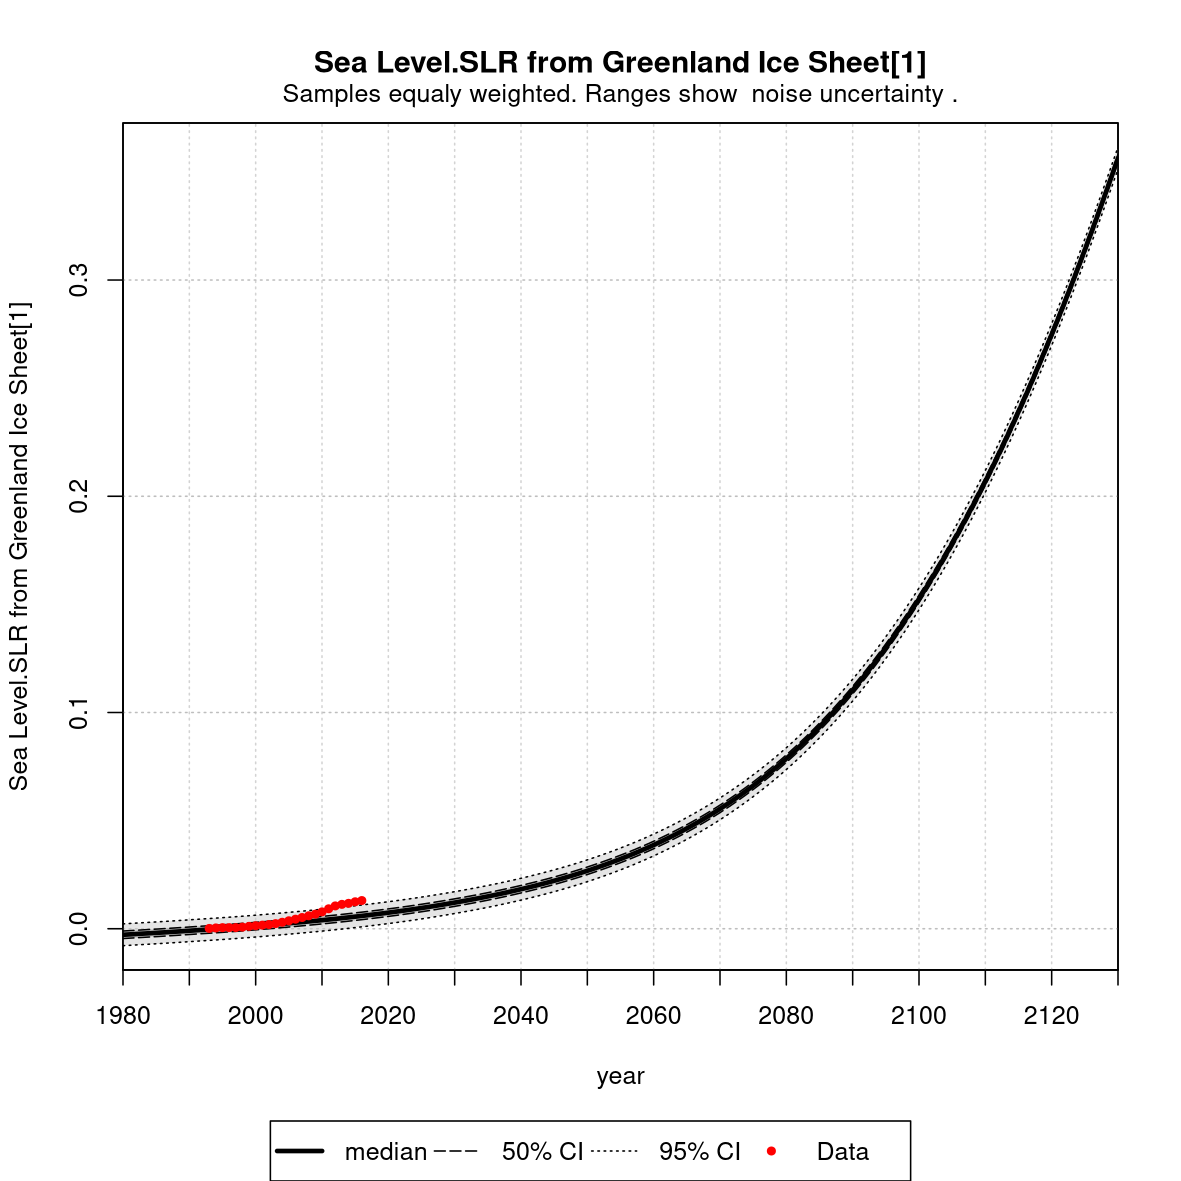 Sea Level.SLR from Greenland Ice Sheet[1]
Samples equaly weighted. Ranges show  noise uncertainty .
Sea Level.SLR from Greenland Ice Sheet[1]
0.3
0.2
0.1
0.0
1980 2000 2020 2040 2060 2080 2100 2120
year
median 50% CI 95% CI Data